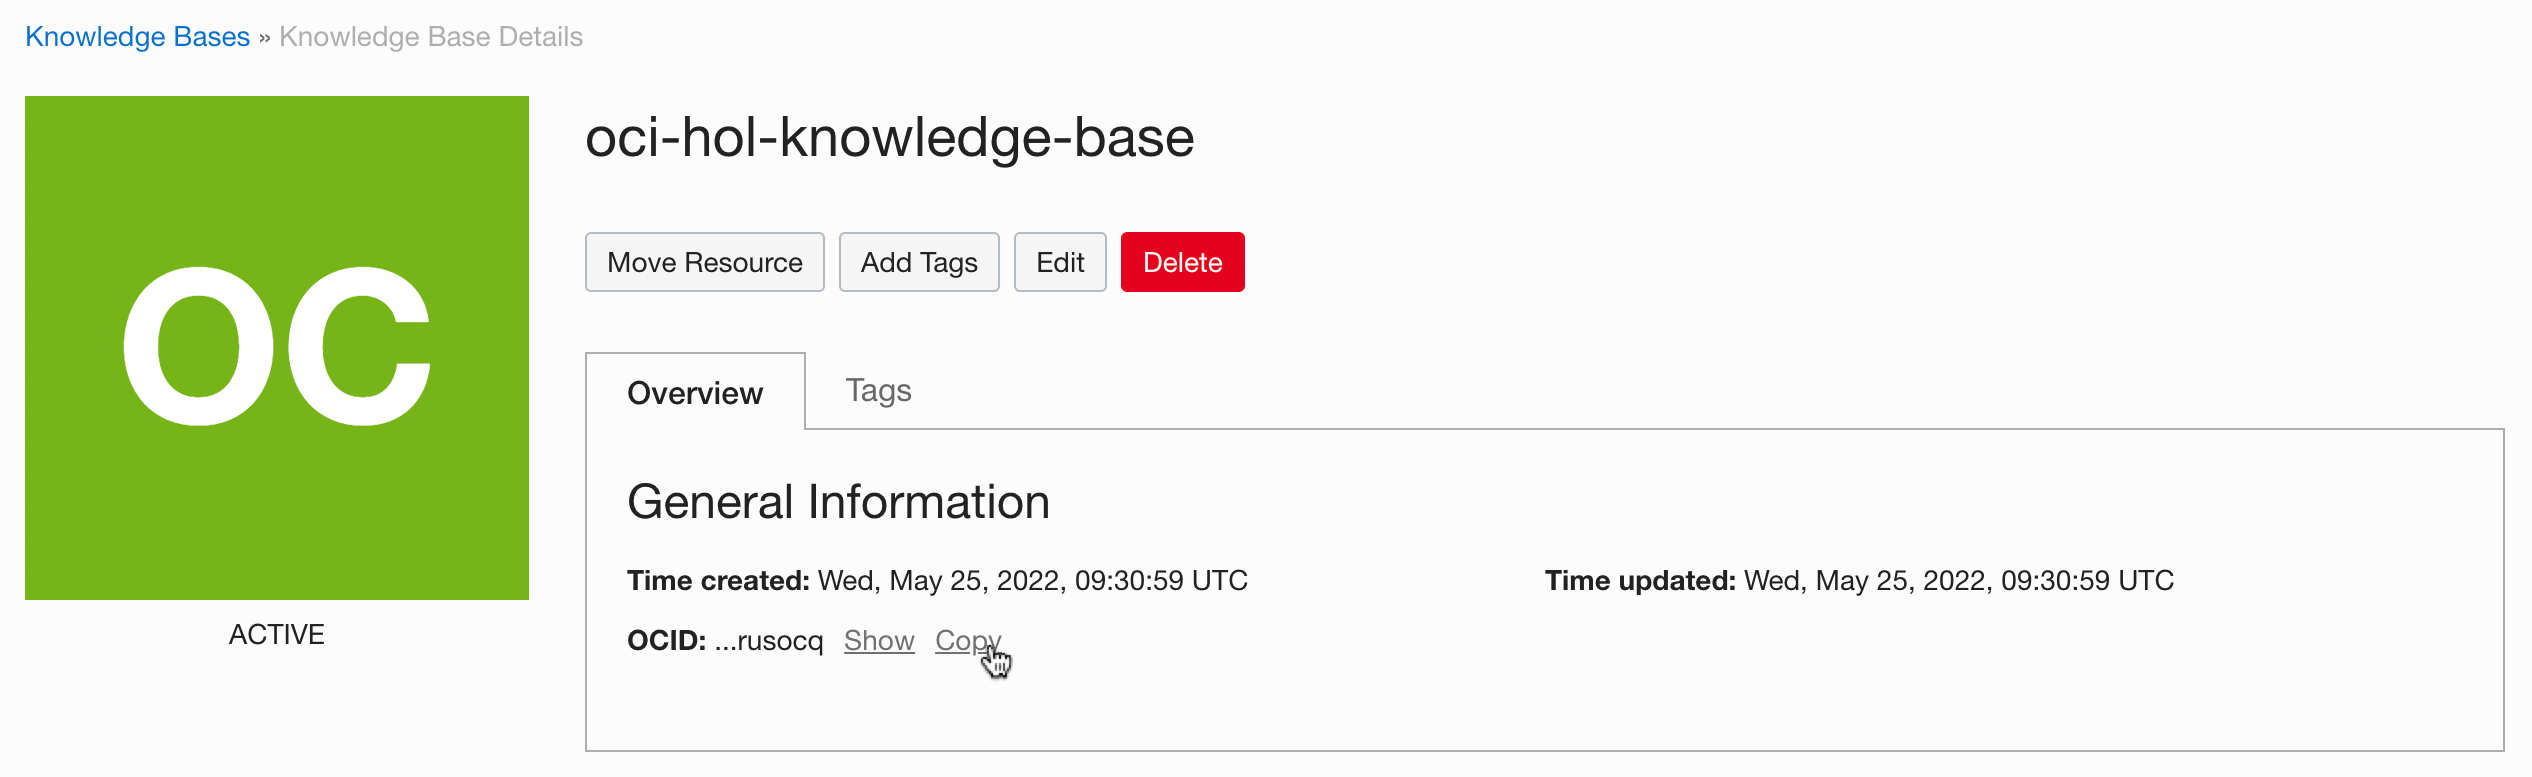 Knowledge Bases » Knowledge Base Details
OC
ACTIVE
oci-hol-knowledge-base
Move Resource Add Tags Edit Delete
Overview Tags
General Information
Time created: Wed, May 25, 2022, 09:30:59 UTC Time updated: Wed, May 25, 2022, 09:30:59 UTC
OCID: ...rusocq Show Copy